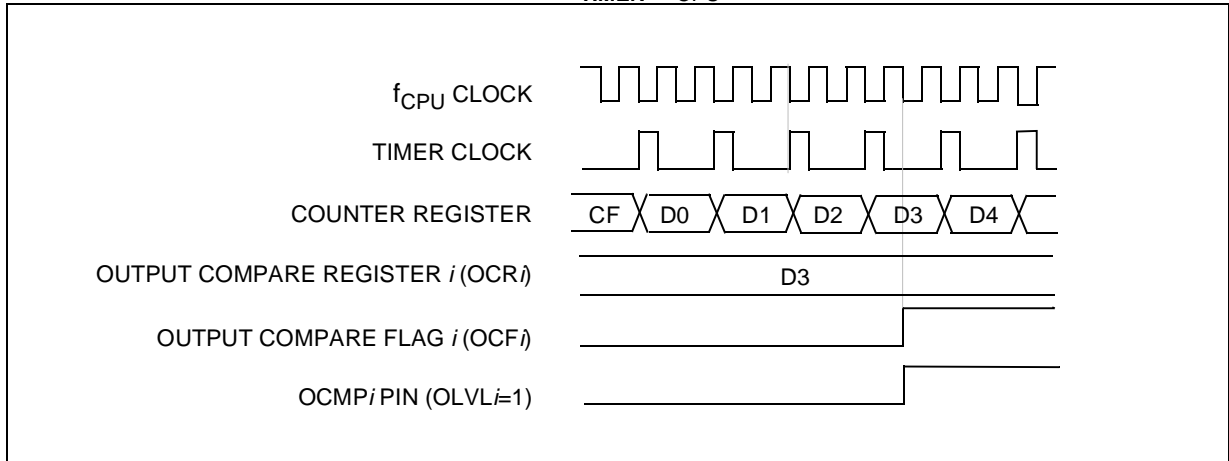 f_CPU CLOCK
TIMER CLOCK
COUNTER REGISTER CF D0 D1 D2 D3 D4
OUTPUT COMPARE REGISTER i (OCRi) D3
OUTPUT COMPARE FLAG i (OCFi)
OCMPi PIN (OLVLi=1)